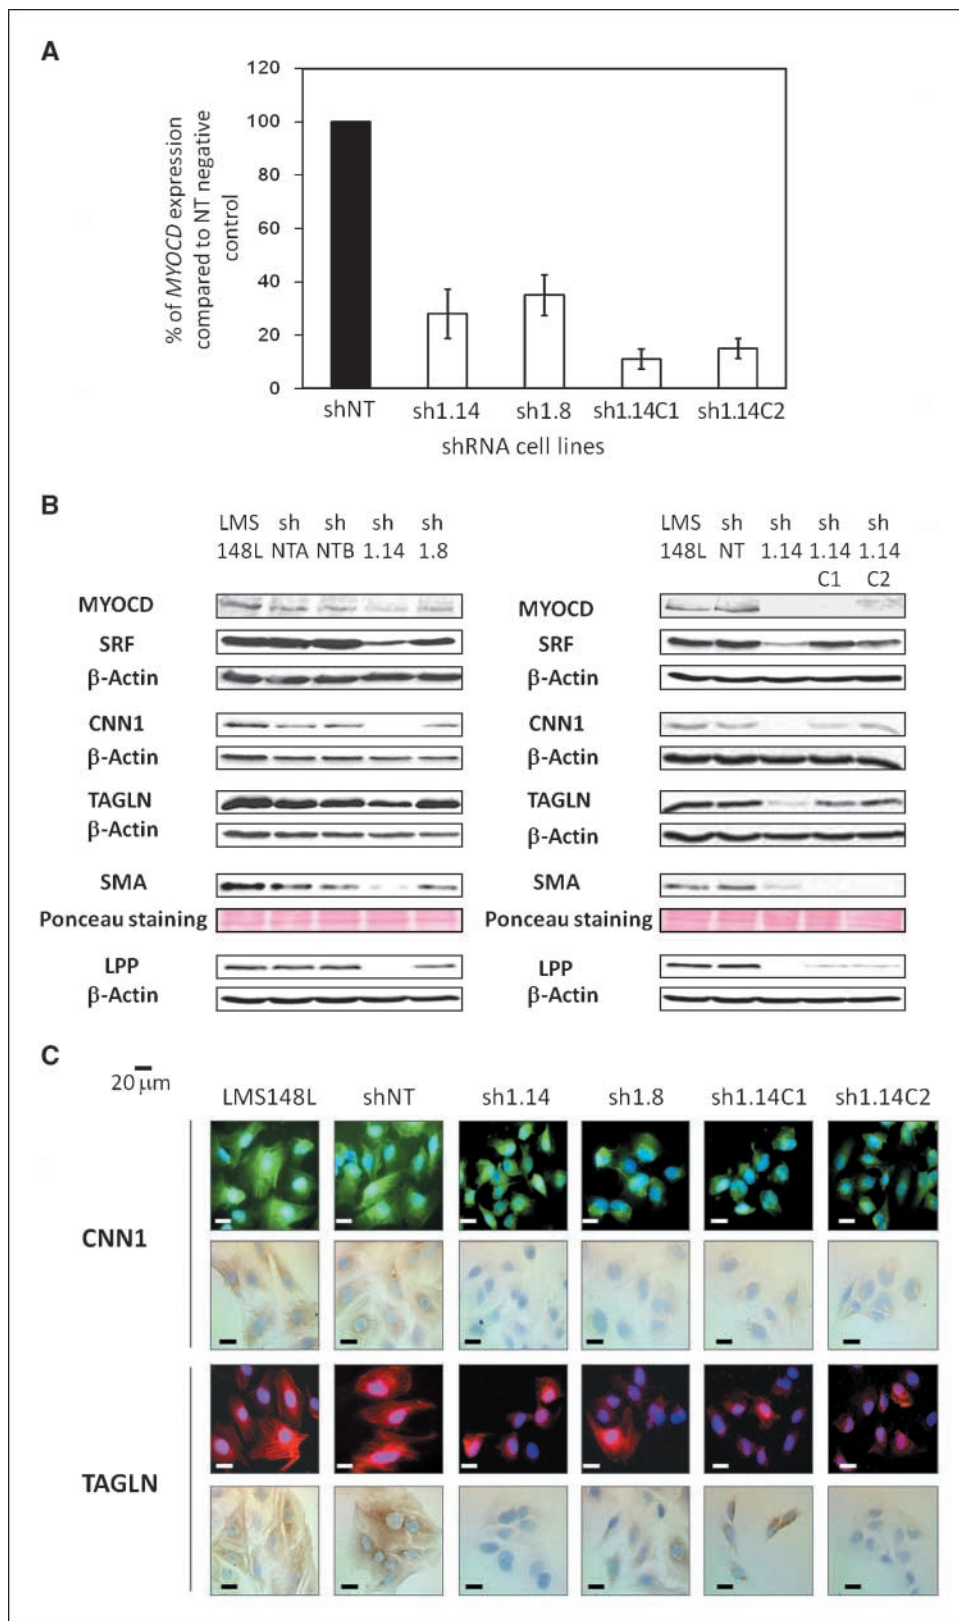 A
120
100
80
60
40
20
0
% of MYOCD expression
compared to NT negative
control
shNT sh1.14 sh1.8 sh1.14C1 sh1.14C2
shRNA cell lines
B
LMS sh sh sh sh
148L NTA NTB 1.14 1.8
MYOCD
SRF
β-Actin
CNN1
β-Actin
TAGLN
β-Actin
SMA
Ponceau staining
LPP
β-Actin
LMS sh sh sh sh
148L NT 1.14 1.14 1.14
C1 C2
MYOCD
SRF
β-Actin
CNN1
β-Actin
TAGLN
β-Actin
SMA
Ponceau staining
LPP
β-Actin
C
20 μm
LMS148L shNT sh1.14 sh1.8 sh1.14C1 sh1.14C2
CNN1
TAGLN